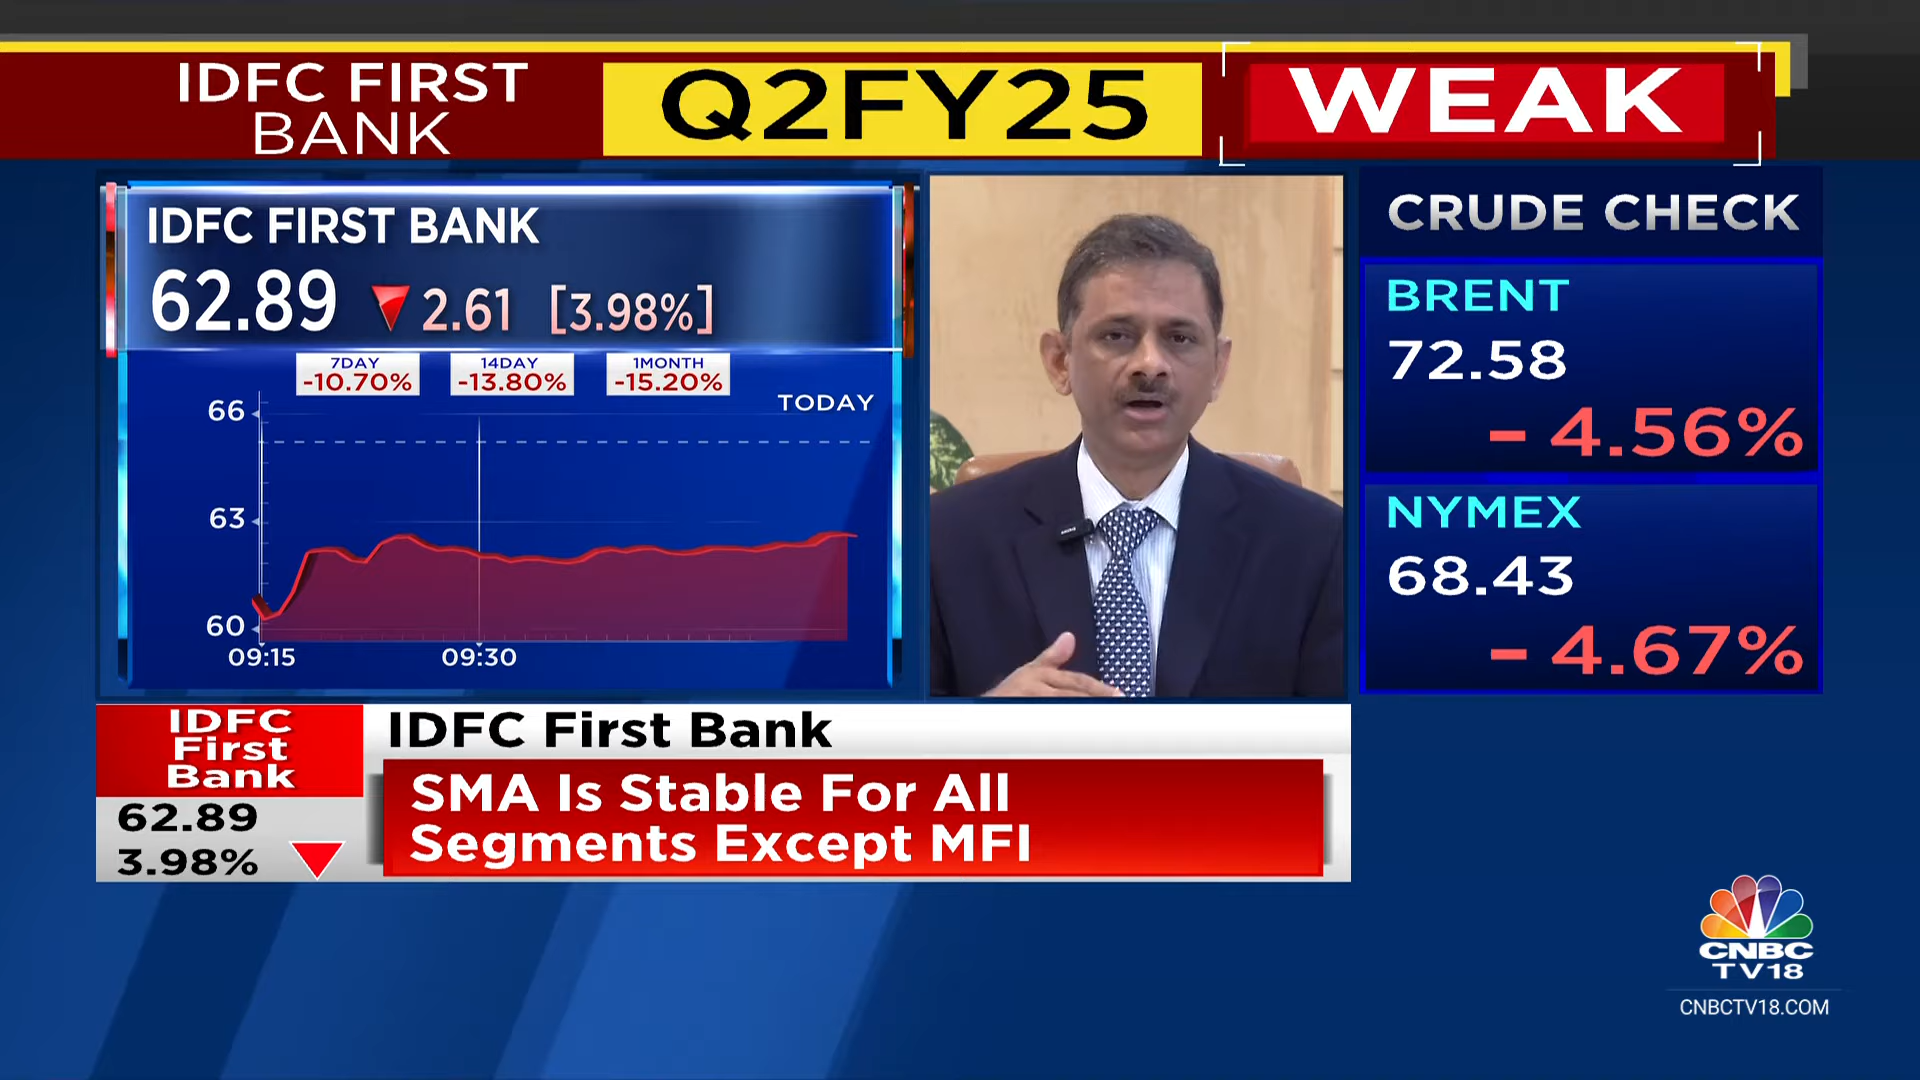 IDFC FIRST
BANK
Q2FY25
WEAK
IDFC FIRST BANK
62.89 ▼ 2.61 [3.98%]
7DAY
-10.70%
14DAY
-13.80%
1MONTH
-15.20%
TODAY
66
63
60
09:15
09:30
CRUDE CHECK
BRENT
72.58
- 4.56%
NYMEX
68.43
- 4.67%
IDFC
First
Bank
62.89
3.98%
IDFC First Bank
SMA Is Stable For All
Segments Except MFI
CNBC
TV18
CNBCTV18.COM